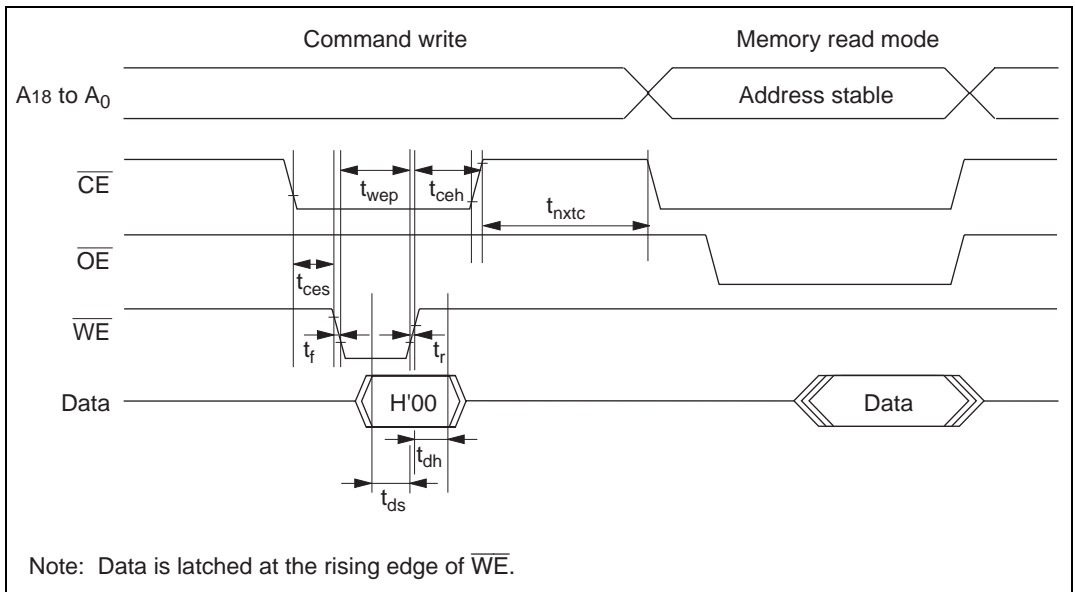 Command write Memory read mode
A18 to A0 Address stable
CE
twep tceh
tnxtc
OE
tces
WE
tf tr
Data H'00 Data
tdh
tds
Note: Data is latched at the rising edge of WE.